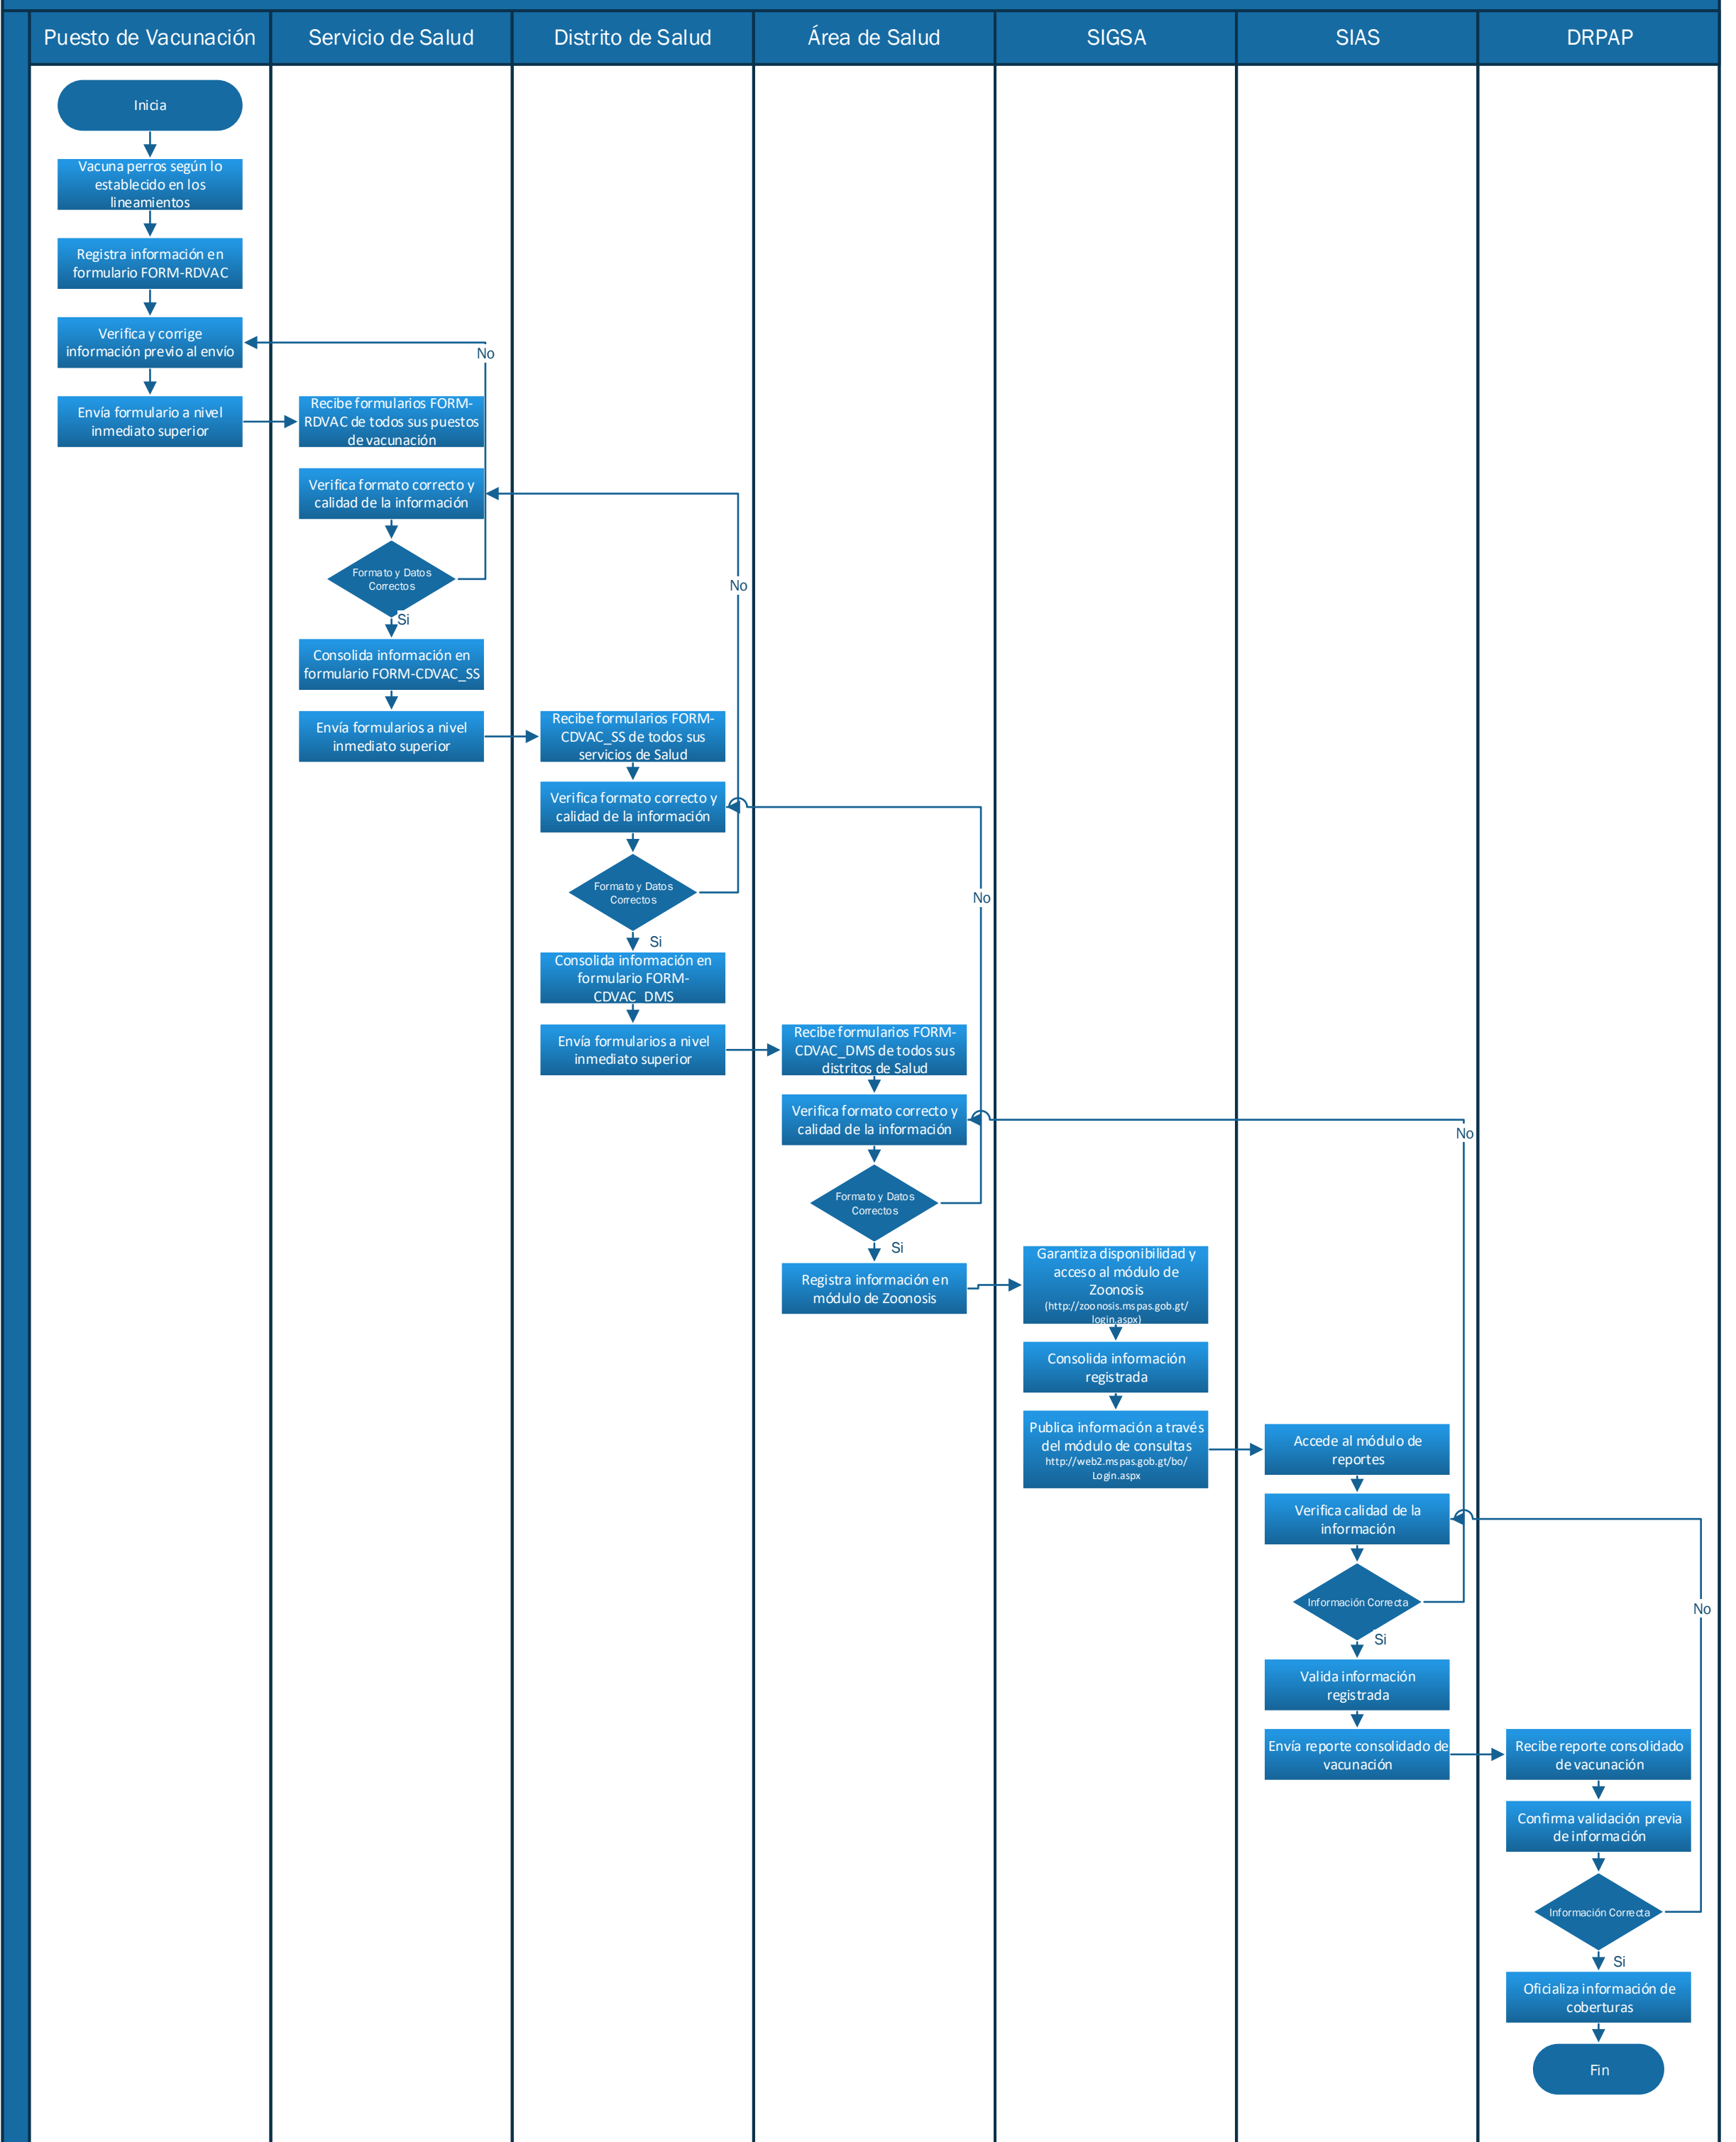 Puesto de Vacunación
Servicio de Salud
Distrito de Salud
Área de Salud
SIGSA
SIAS
DRPAP
Inicia
Vacuna perros según lo
establecido en los
lineamientos
Registra información en
formulario FORM-RDVAC
Verifica y corrige
información previo al envío
No
Envía formulario a nivel
inmediato superior
Recibe formularios FORM-
RDVAC de todos sus puestos
de vacunación
Verifica formato correcto y
calidad de la información
Formato y Datos
Correctos
No
Si
Consolida información en
formulario FORM-CDVAC_SS
Envía formularios a nivel
inmediato superior
Recibe formularios FORM-
CDVAC_SS de todos sus
servicios de Salud
Verifica formato correcto y
calidad de la información
Formato y Datos
Correctos
No
Si
Consolida información en
formulario FORM-
CDVAC_DMS
Envía formularios a nivel
inmediato superior
Recibe formularios FORM-
CDVAC_DMS de todos sus
distritos de Salud
Verifica formato correcto y
calidad de la información
No
Formato y Datos
Correctos
Si
Registra información en
módulo de Zoonosis
Garantiza disponibilidad y
acceso al módulo de
Zoonosis
(http://zoonosis.mspas.gob.gt/
login.aspx)
Consolida información
registrada
Publica información a través
del módulo de consultas
http://web2.mspas.gob.gt/bo/
Login.aspx
Accede al módulo de
reportes
Verifica calidad de la
información
Información Correcta
No
Si
Valida información
registrada
Envía reporte consolidado de
vacunación
Recibe reporte consolidado
de vacunación
Confirma validación previa
de información
Información Correcta
Si
Oficializa información de
coberturas
Fin